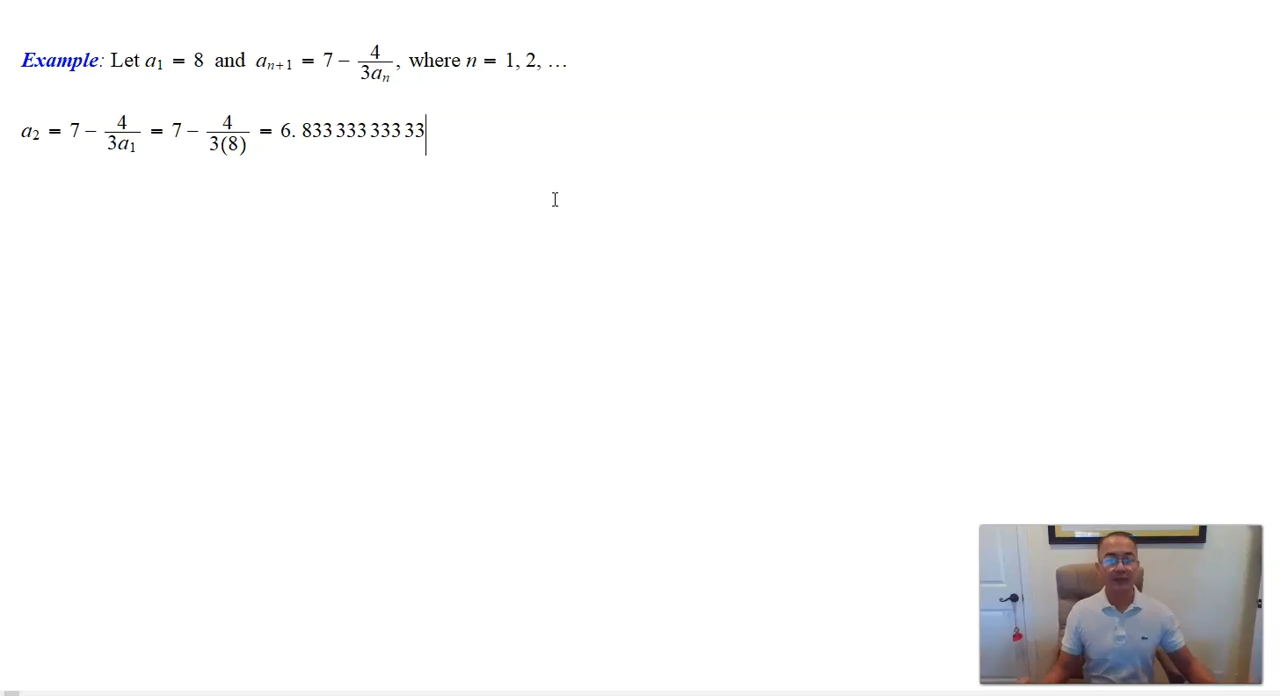 Example: Let a₁ = 8 and aₙ₊₁ = 7 − 4/(3aₙ), where n = 1, 2, …
a₂ = 7 − 4/(3a₁) = 7 − 4/(3(8)) = 6. 833 333 333 33